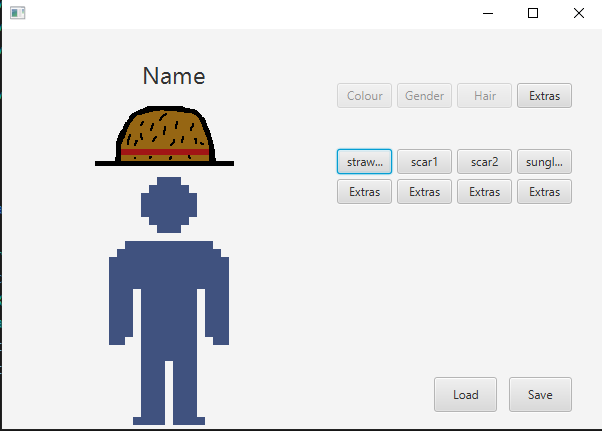 Name
Colour Gender Hair Extras
straw... scar1 scar2 sungl...
Extras Extras Extras Extras
Load Save